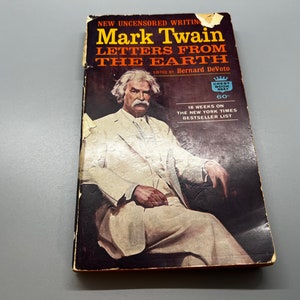 NEW UNCENSORED WRITIN
Mark Twain
LETTERS FROM
THE EARTH
EDITED BY Bernard DeVoto
60¢
18 WEEKS ON
THE NEW YORK TIMES
BESTSELLER LIST